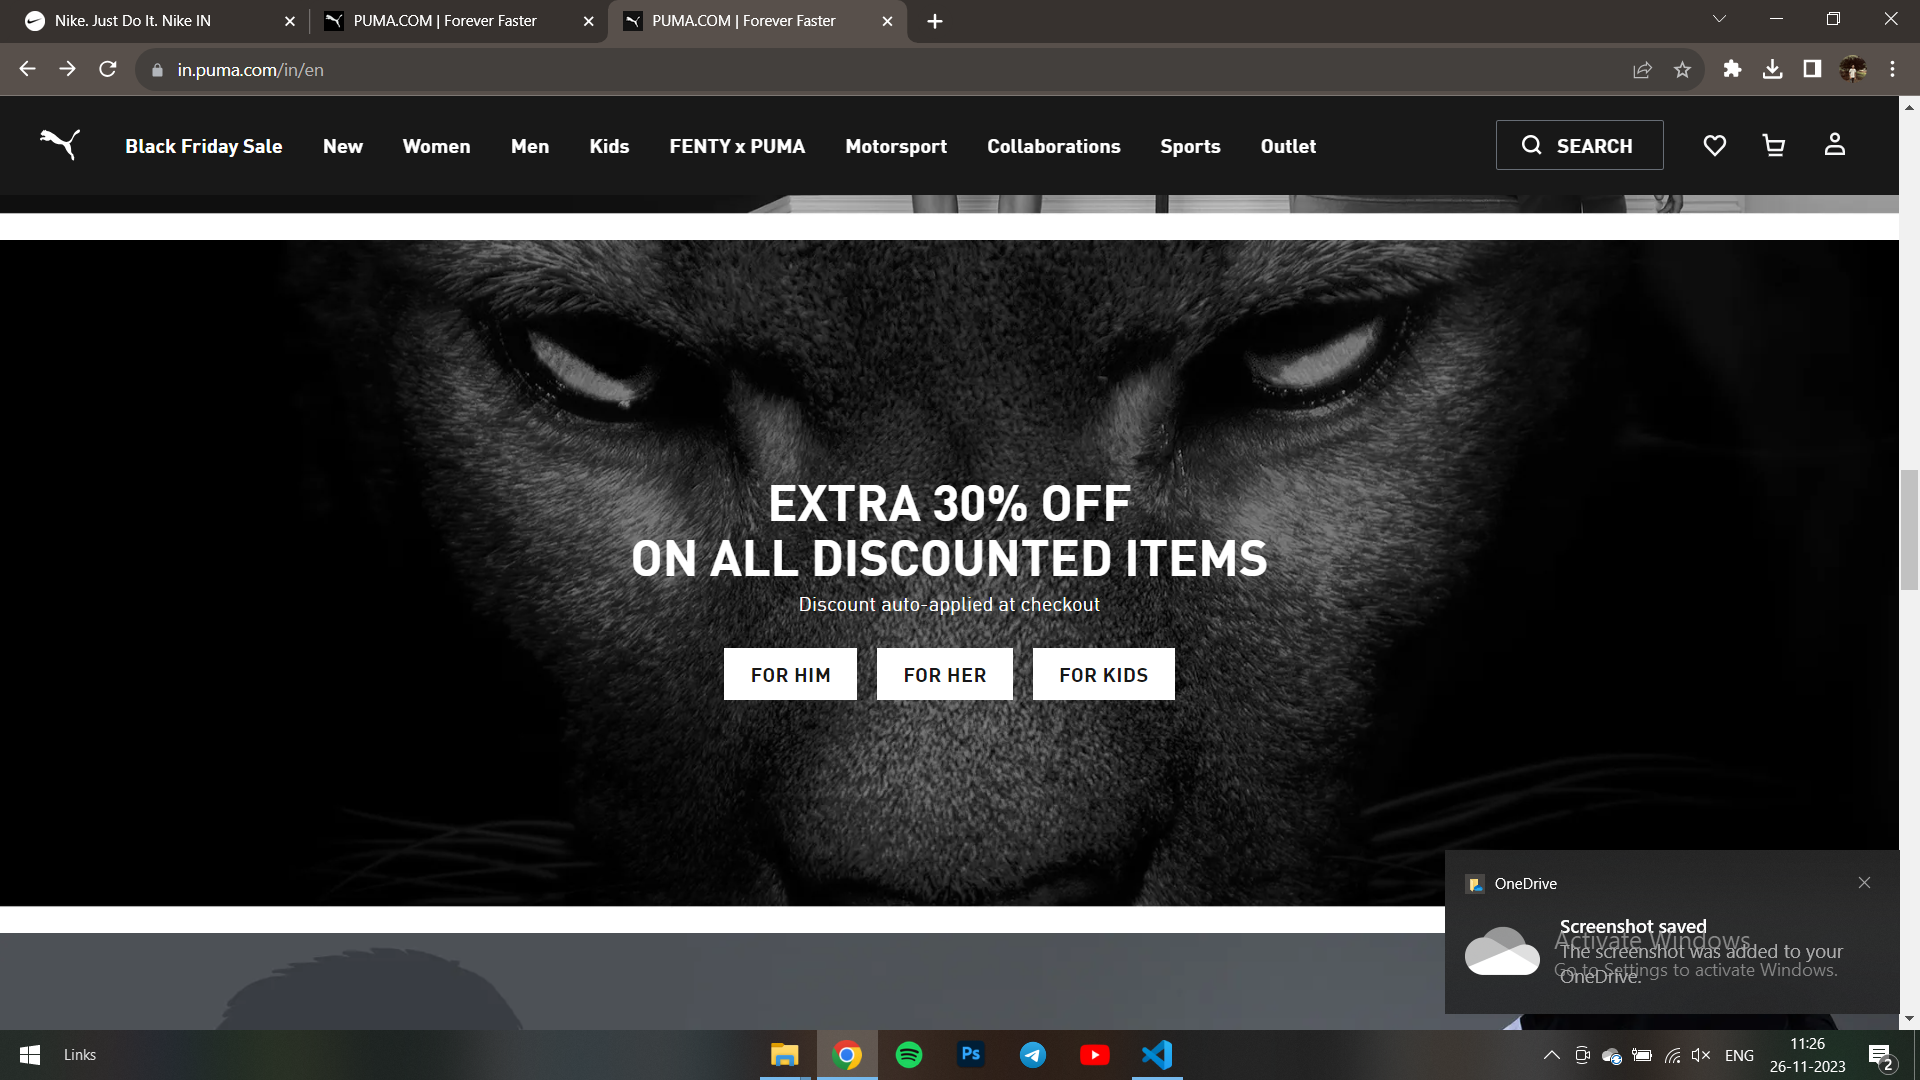 Nike. Just Do It. Nike IN
PUMA.COM | Forever Faster
PUMA.COM | Forever Faster
in.puma.com/in/en
Black Friday Sale
New
Women
Men
Kids
FENTY x PUMA
Motorsport
Collaborations
Sports
Outlet
SEARCH
EXTRA 30% OFF
ON ALL DISCOUNTED ITEMS
Discount auto-applied at checkout
FOR HIM
FOR HER
FOR KIDS
OneDrive
Screenshot saved
Activate Windows
The screenshot was added to your
Go to Settings to activate Windows.
OneDrive.
Links
Ps
ENG
11:26
26-11-2023
2